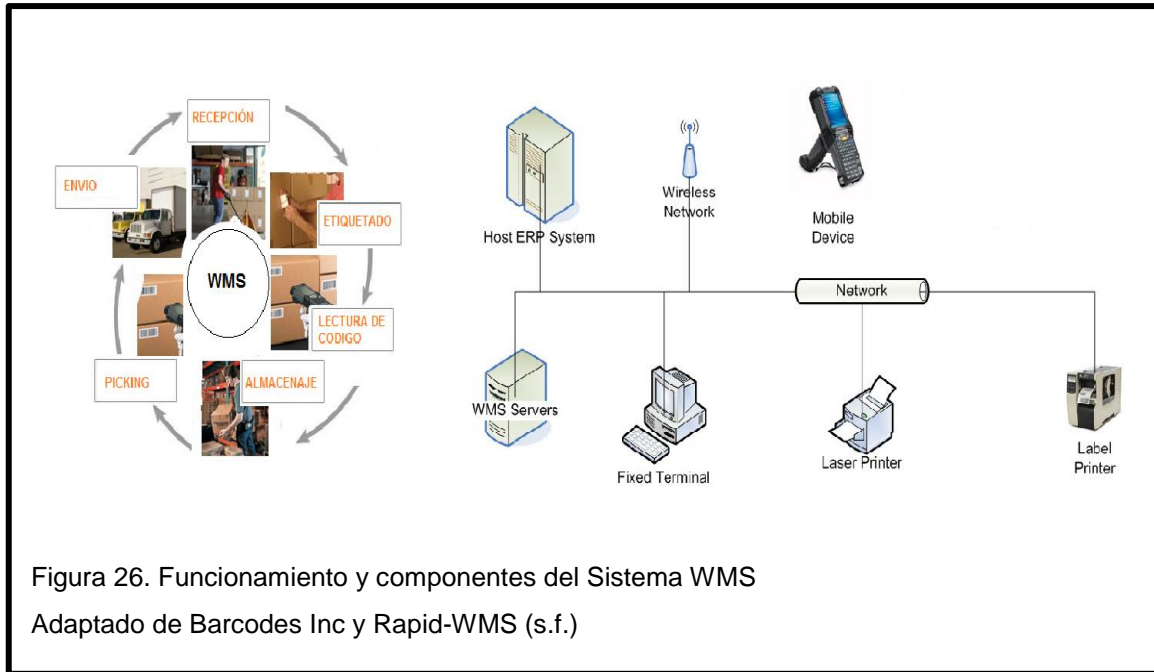 RECEPCIÓN
ENVIO
ETIQUETADO
WMS
LECTURA DE
CODIGO
PICKING
ALMACENAJE
Host ERP System
Wireless
Network
Mobile
Device
Network
WMS Servers
Fixed Terminal
Laser Printer
Label
Printer
Figura 26. Funcionamiento y componentes del Sistema WMS
Adaptado de Barcodes Inc y Rapid-WMS (s.f.)